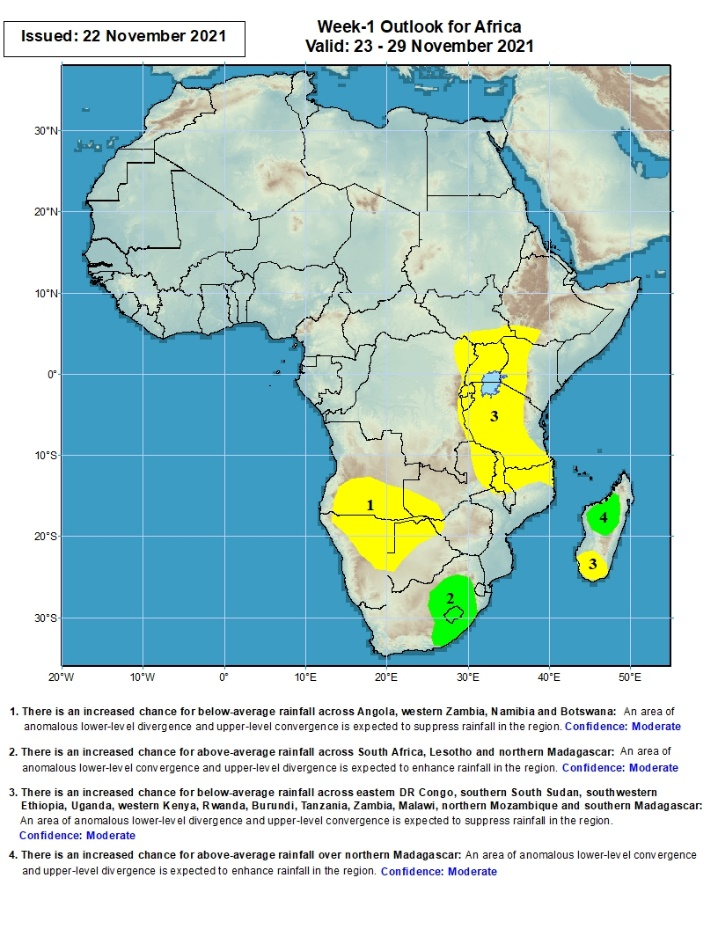 Issued: 22 November 2021
Week-1 Outlook for Africa
Valid: 23 - 29 November 2021
30°N
20°N
10°N
0°
10°S
20°S
30°S
3
1
4
3
2
20°W
10°W
0°
10°E
20°E
30°E
40°E
50°E
1. There is an increased chance for below-average rainfall across Angola, western Zambia, Namibia and Botswana: An area of
anomalous lower-level divergence and upper-level convergence is expected to suppress rainfall in the region. Confidence: Moderate
2. There is an increased chance for above-average rainfall across South Africa, Lesotho and northern Madagascar: An area of
anomalous lower-level convergence and upper-level divergence is expected to enhance rainfall in the region. Confidence: Moderate
3. There is an increased chance for below-average rainfall across eastern DR Congo, southern South Sudan, southwestern
Ethiopia, Uganda, western Kenya, Rwanda, Burundi, Tanzania, Zambia, Malawi, northern Mozambique and southern Madagascar:
An area of anomalous lower-level divergence and upper-level convergence is expected to suppress rainfall in the region.
Confidence: Moderate
4. There is an increased chance for above-average rainfall over northern Madagascar: An area of anomalous lower-level convergence
and upper-level divergence is expected to enhance rainfall in the region. Confidence: Moderate